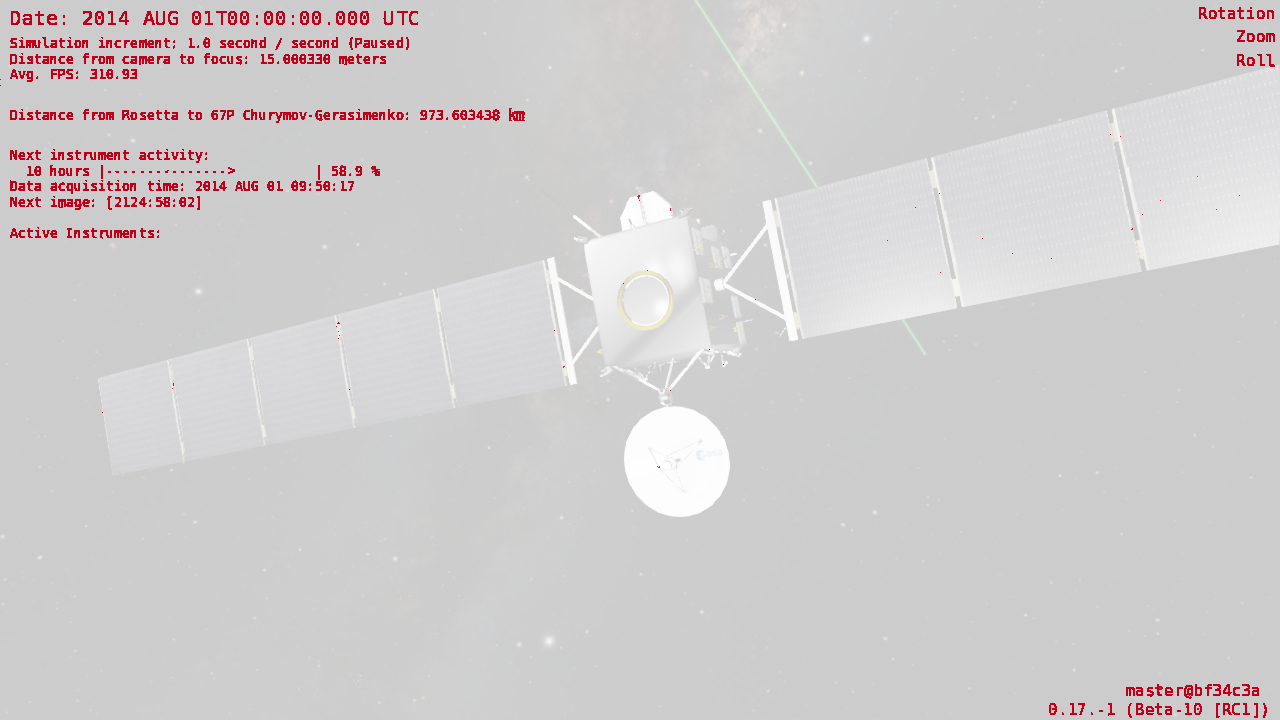 Date: 2014 AUG 01T00:00:00.000 UTC
Simulation increment: 1.0 second / second (Paused)
Distance from camera to focus: 15.000330 meters
Avg. FPS: 310.93
Distance from Rosetta to 67P Churymov-Gerasimenko: 973.603438 km
Next instrument activity:
10 hours |---------------> | 58.9 %
Data acquisition time: 2014 AUG 01 09:50:17
Next image: [2124:58:02]
Active Instruments:
Rotation
Zoom
Roll
esa
master@bf34c3a
0.17.-1 (Beta-10 [RC1])